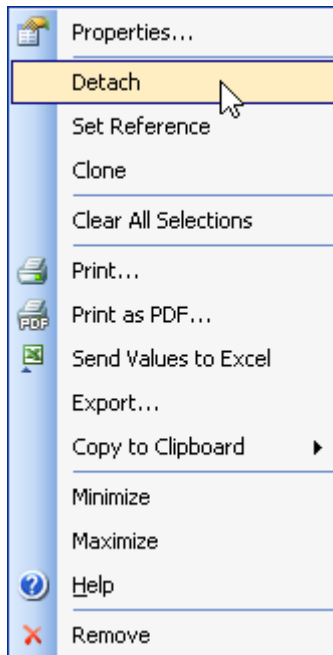 Properties...
Detach
Set Reference
Clone
Clear All Selections
Print...
PDF
Print as PDF...
Send Values to Excel
Export...
Copy to Clipboard
Minimize
Maximize
Help
Remove